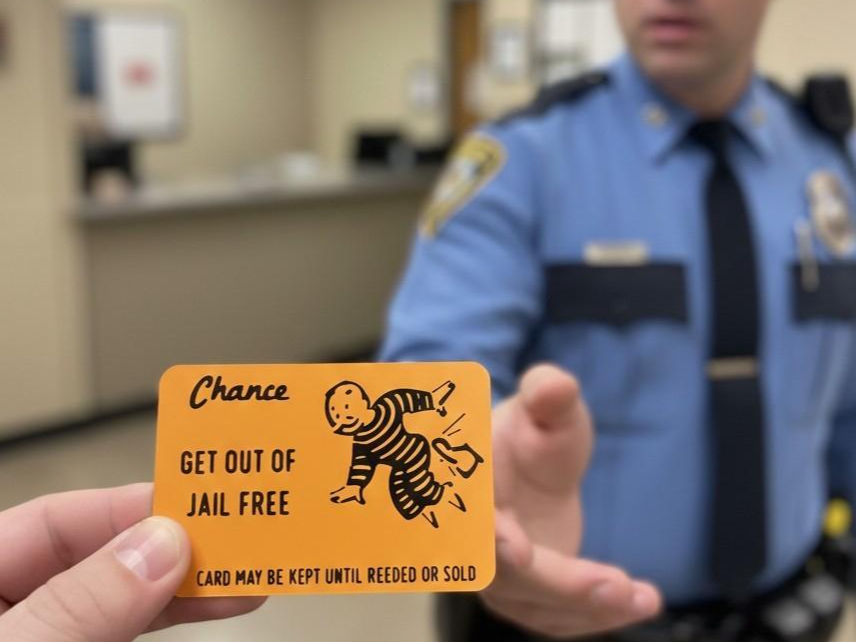 Chance
GET OUT OF
JAIL FREE
CARD MAY BE KEPT UNTIL REEDED OR SOLD